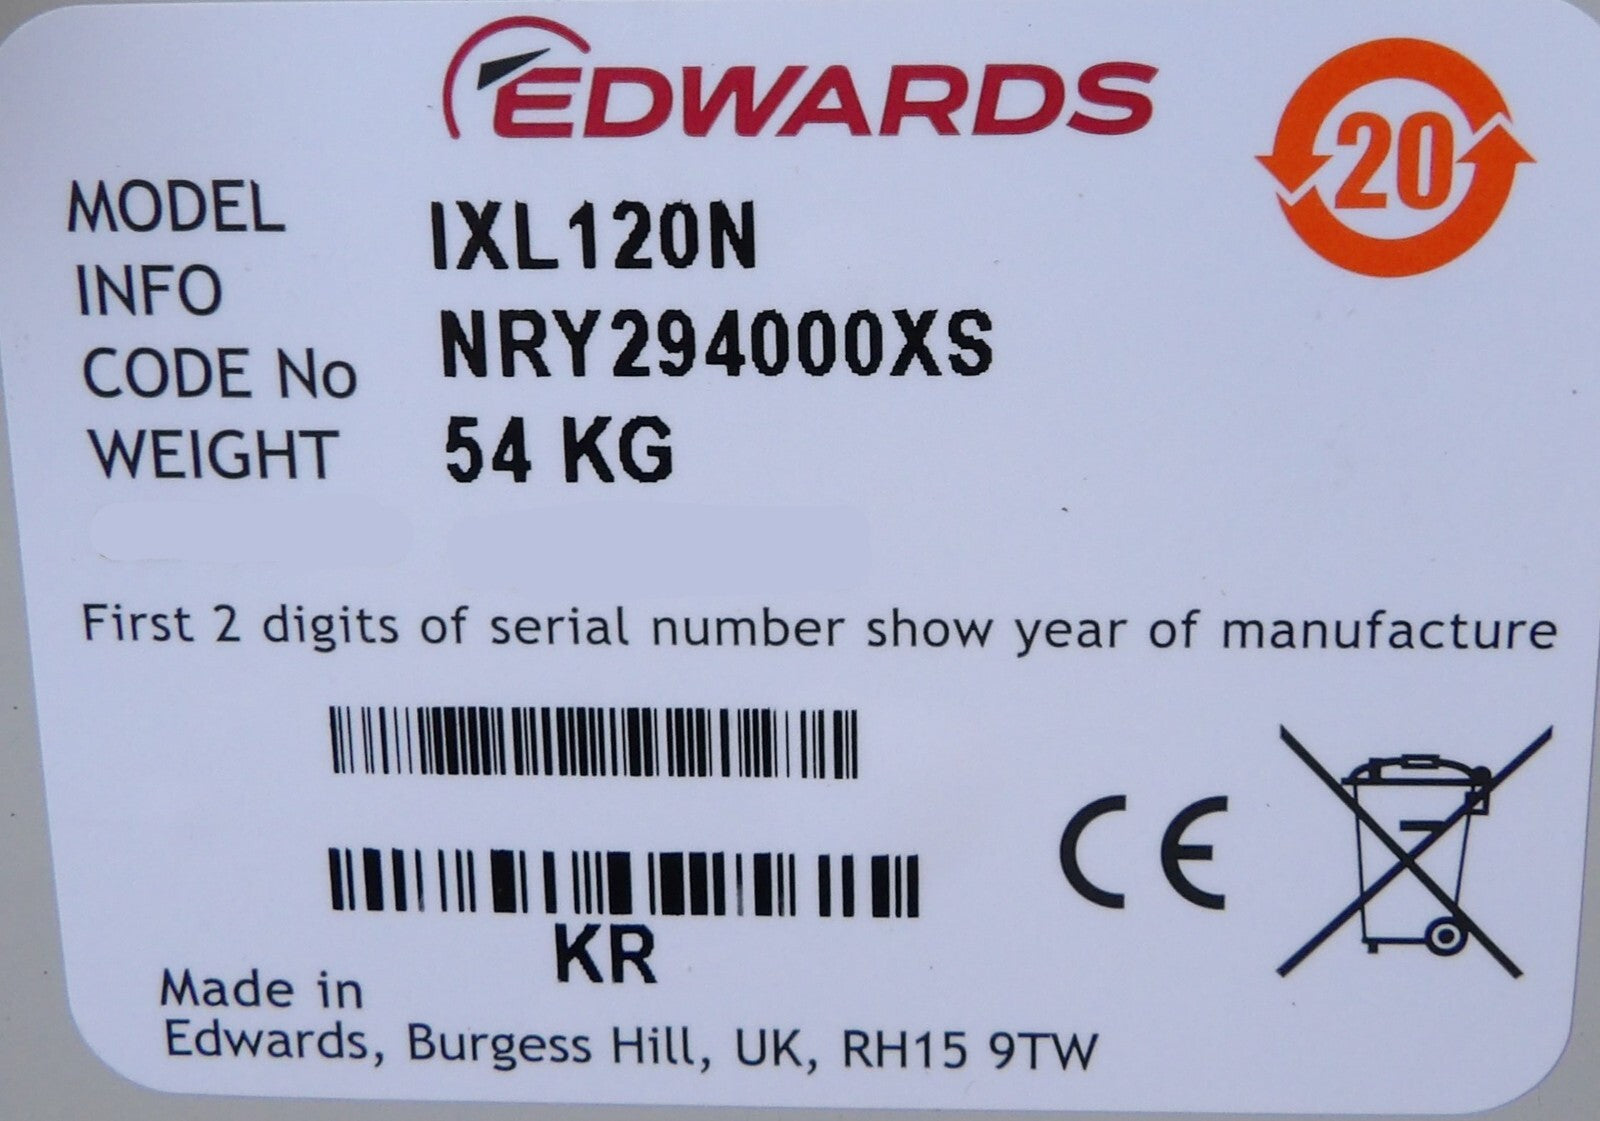 EDWARDS
20
MODEL IXL120N
INFO
CODE No NRY294000XS
WEIGHT 54 KG
First 2 digits of serial number show year of manufacture
CE
KR
Made in
Edwards, Burgess Hill, UK, RH15 9TW